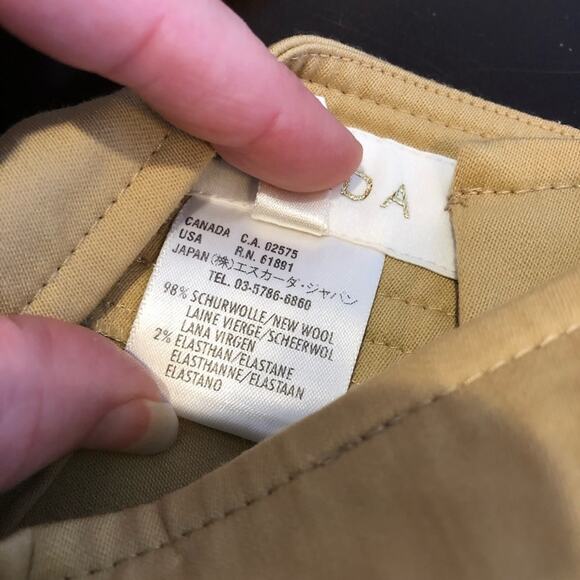 DA
CANADA C.A. 02575
USA R.N. 61891
JAPAN (株)エスカーダ・ジャパン
TEL. 03-5786-6860
98% SCHURWOLLE/NEW WOOL
LAINE VIERGE/SCHEERWOL
LANA VIRGEN
2% ELASTHAN/ELASTANE
ELASTHANNE/ELASTAAN
ELASTANO